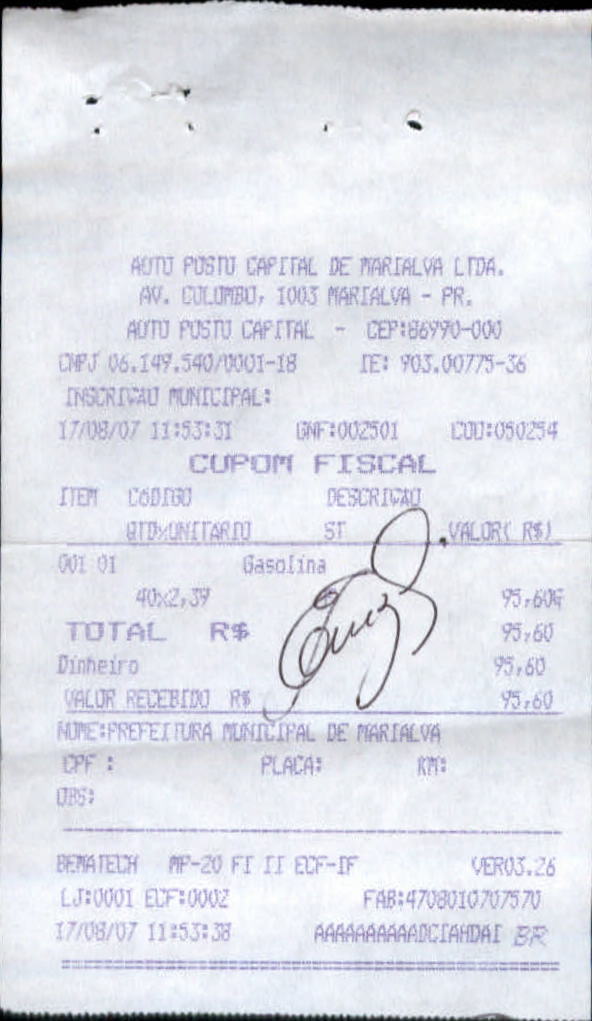 AUTO POSTO CAPITAL DE MARIALVA LTDA.
AV. COLOMBO, 1003 MARIALVA - PR.
AUTO POSTO CAPITAL - CEP:86990-000
CNPJ 06.149.540/0001-18 IE: 903.00775-36
INSCRIÇÃO MUNICIPAL:
17/08/07 11:53:31 GNF:002501 COO:050254
CUPOM FISCAL
ITEM CÓDIGO DESCRIÇÃO
QTDxUNITARIO ST VALOR( R$)
001 01 Gasolina
40x2,39 95,60G
TOTAL R$ 95,60
Dinheiro 95,60
VALOR RECEBIDO R$ 95,60
NOME:PREFEITURA MUNICIPAL DE MARIALVA
CPF : PLACA: KM:
OBS:
BEMATECH MP-20 FI II ECF-IF VER03.26
LJ:0001 ECF:0002 FAB:4708010707570
17/08/07 11:53:38 AAAAAAAAAADCIAHDAI BR